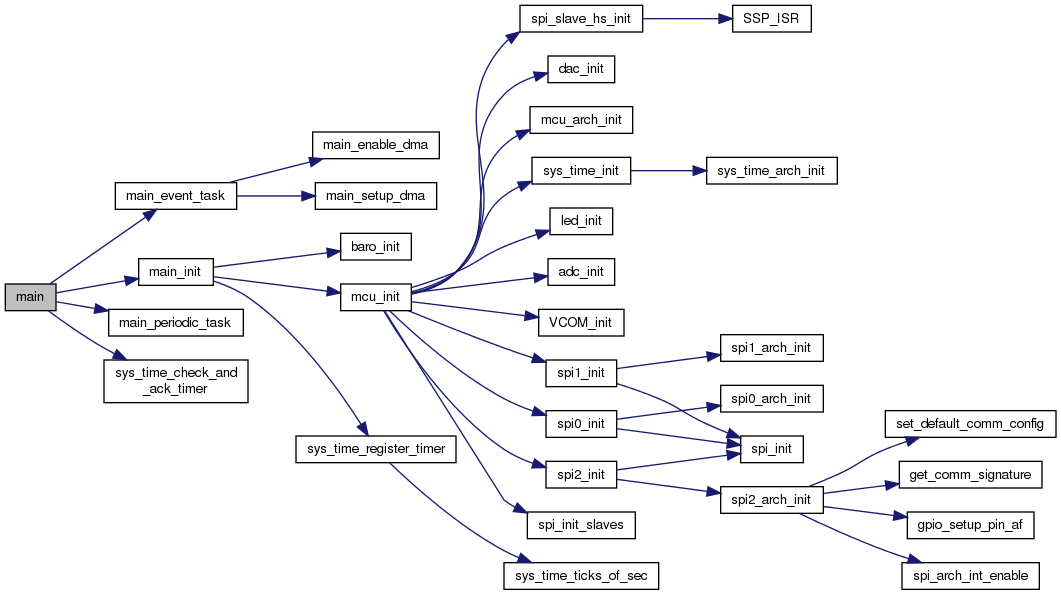 spi_slave_hs_init
SSP_ISR
dac_init
mcu_arch_init
main_enable_dma
sys_time_init
sys_time_arch_init
main_event_task
main_setup_dma
led_init
baro_init
main_init
adc_init
main
mcu_init
main_periodic_task
VCOM_init
spi1_arch_init
sys_time_check_and
_ack_timer
spi1_init
spi0_arch_init
spi0_init
set_default_comm_config
sys_time_register_timer
spi_init
spi2_init
get_comm_signature
spi2_arch_init
spi_init_slaves
gpio_setup_pin_af
sys_time_ticks_of_sec
spi_arch_int_enable